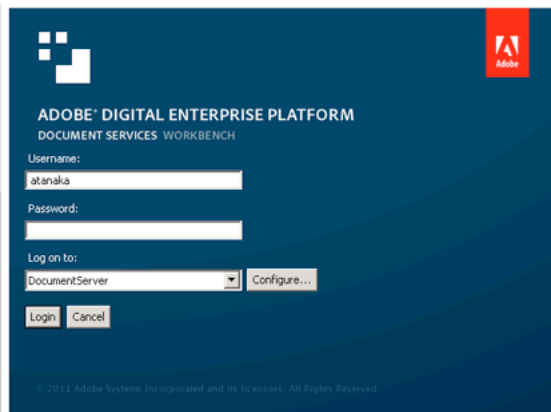 Adobe
ADOBE® DIGITAL ENTERPRISE PLATFORM
DOCUMENT SERVICES WORKBENCH
Username:
atanaka
Password:
Log on to:
DocumentServer
Configure...
Login Cancel
© 2011 Adobe Systems Incorporated and its licensors. All Rights Reserved.